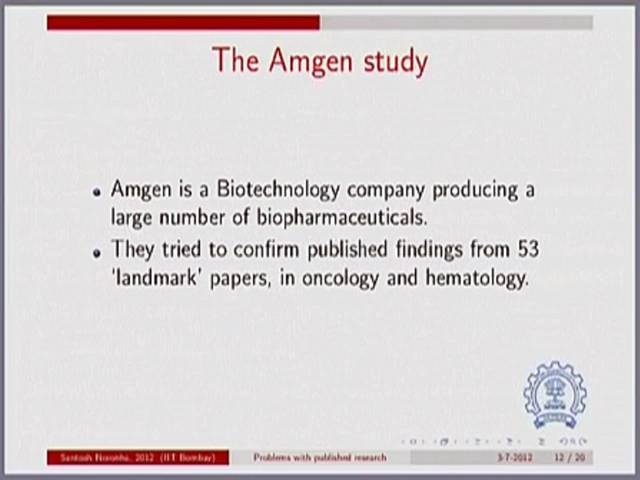 The Amgen study
Amgen is a Biotechnology company producing a
large number of biopharmaceuticals.
They tried to confirm published findings from 53
'landmark' papers, in oncology and hematology.
Santosh Noronha, 2012 (IIT Bombay) Problems with published research 3-7-2012 12 / 20